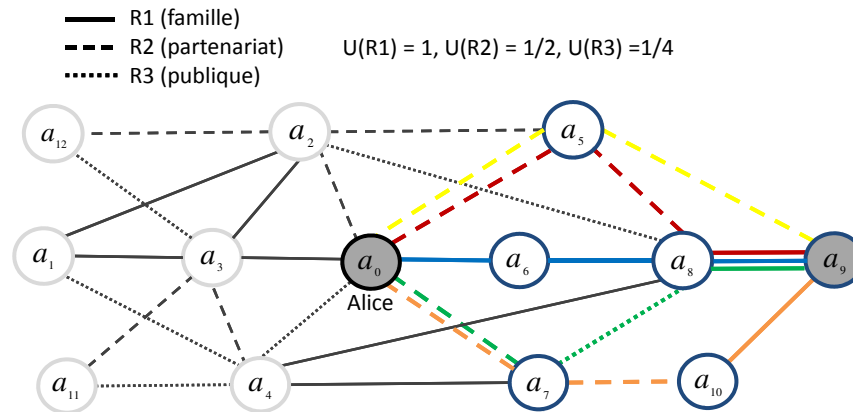 R1 (famille)
R2 (partenariat)
U(R1) = 1, U(R2) = 1/2, U(R3) =1/4
R3 (publique)
a₁₂
a₂
a₅
a₁
a₃
a₀
a₆
a₈
a₉
Alice
a₁₁
a₄
a₇
a₁₀